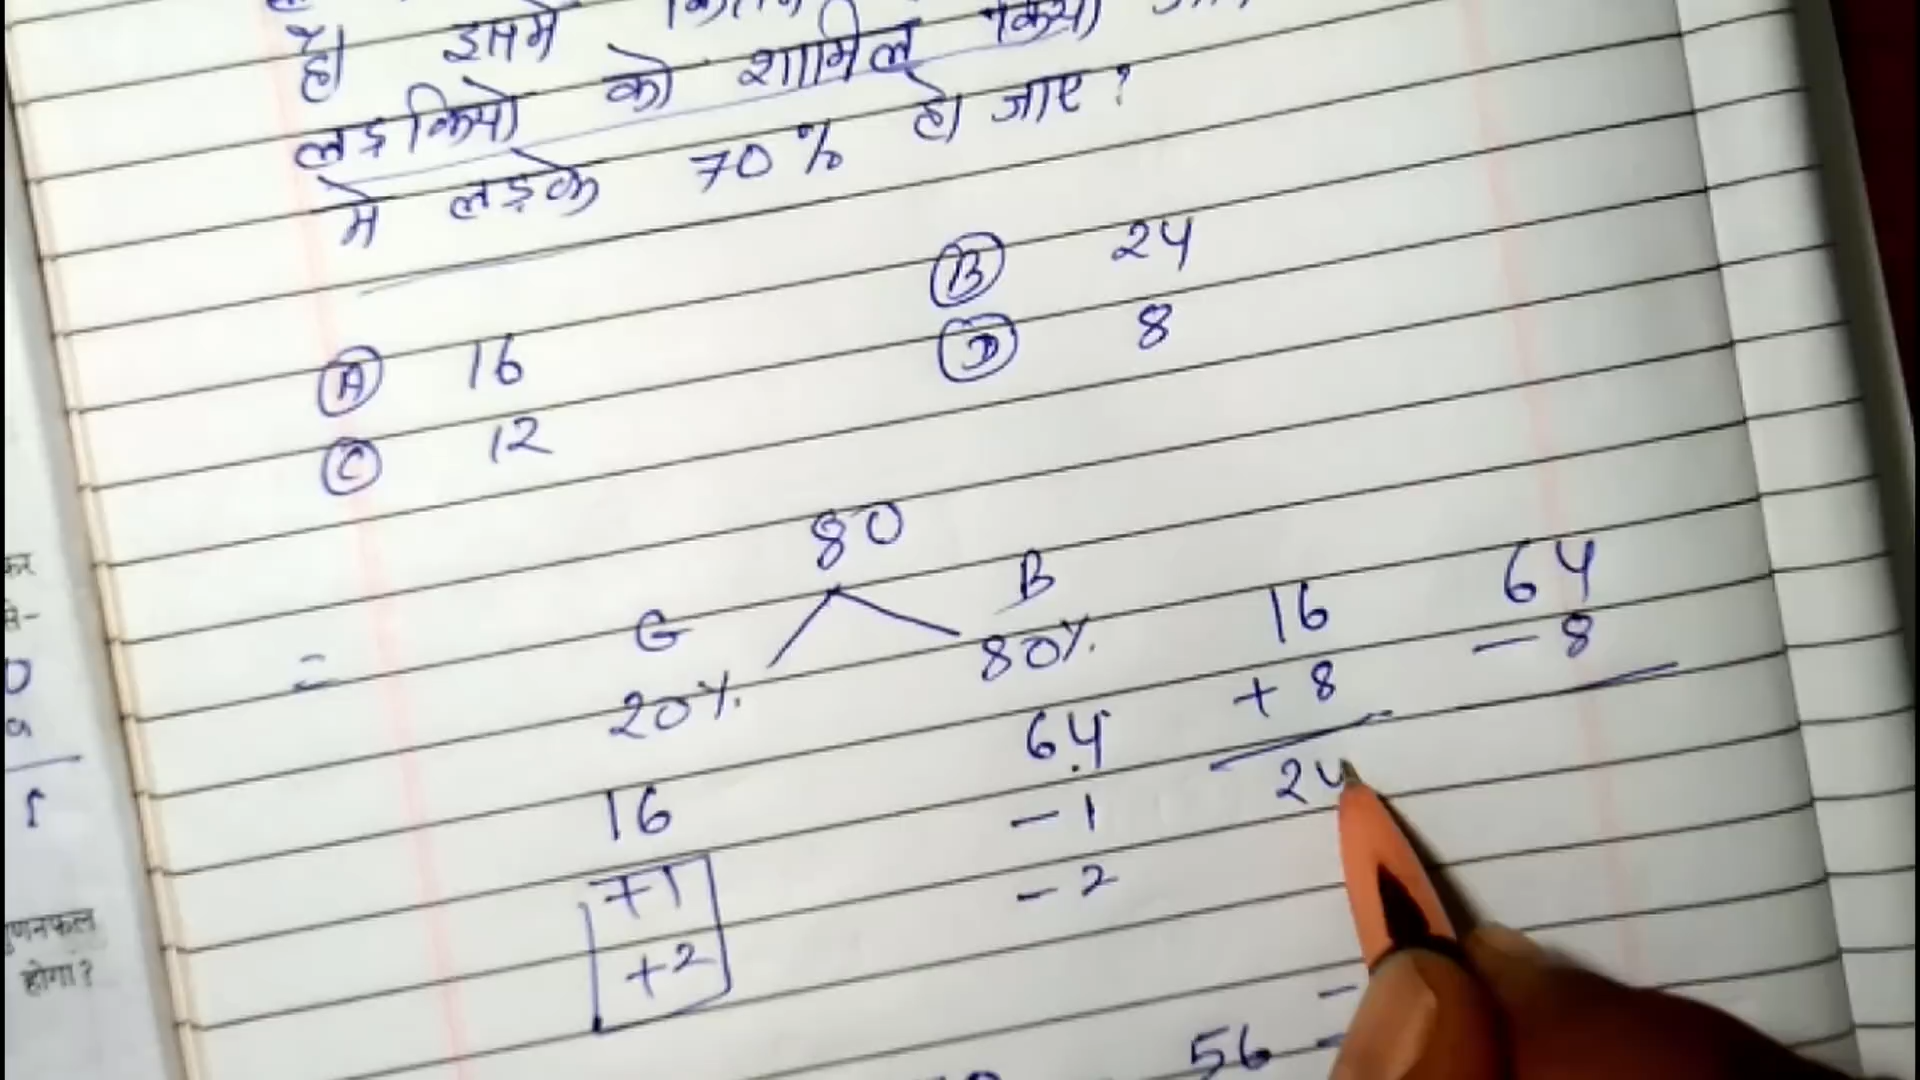 है। इसमें
लड़कियों को शामिल किया
में लड़के 70% हो जाए ?
(A) 16 (B) 24
(C) 12 (D) 8
80
G B
= 20% 80%
16 64
+1 -1
+2 -2
16
+ 8
24
64
- 8
56 -
गुणनफल
होगा ?